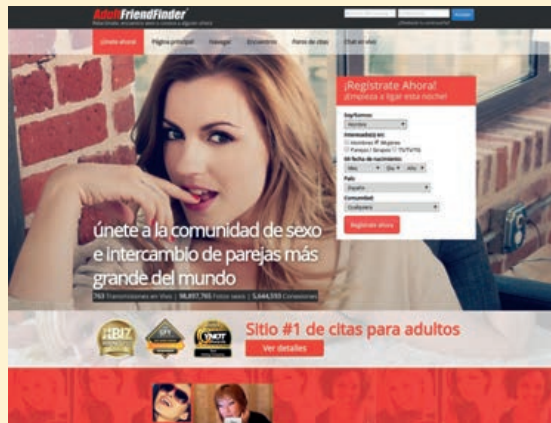 AdultFriendFinder
¡Únete ahora!
Página principal
Navegar
Encuentros
Foros de citas
Chat en vivo
¡Regístrate Ahora!
¡Empieza a ligar esta noche!
Soy/Somos:
Hombre
Interesado(s) en:
Hombres Mujeres
Parejas / Grupos TS/TV/TG
Mi fecha de nacimiento:
Mes Día Año
País:
España
Comunidad:
Cualquiera
Regístrate ahora
únete a la comunidad de sexo
e intercambio de parejas más
grande del mundo
763 Transmisiones en Vivo | 98,897,765 Fotos sexis | 5,644,593 Conexiones
XBIZ
YNOT
Sitio #1 de citas para adultos
Ver detalles